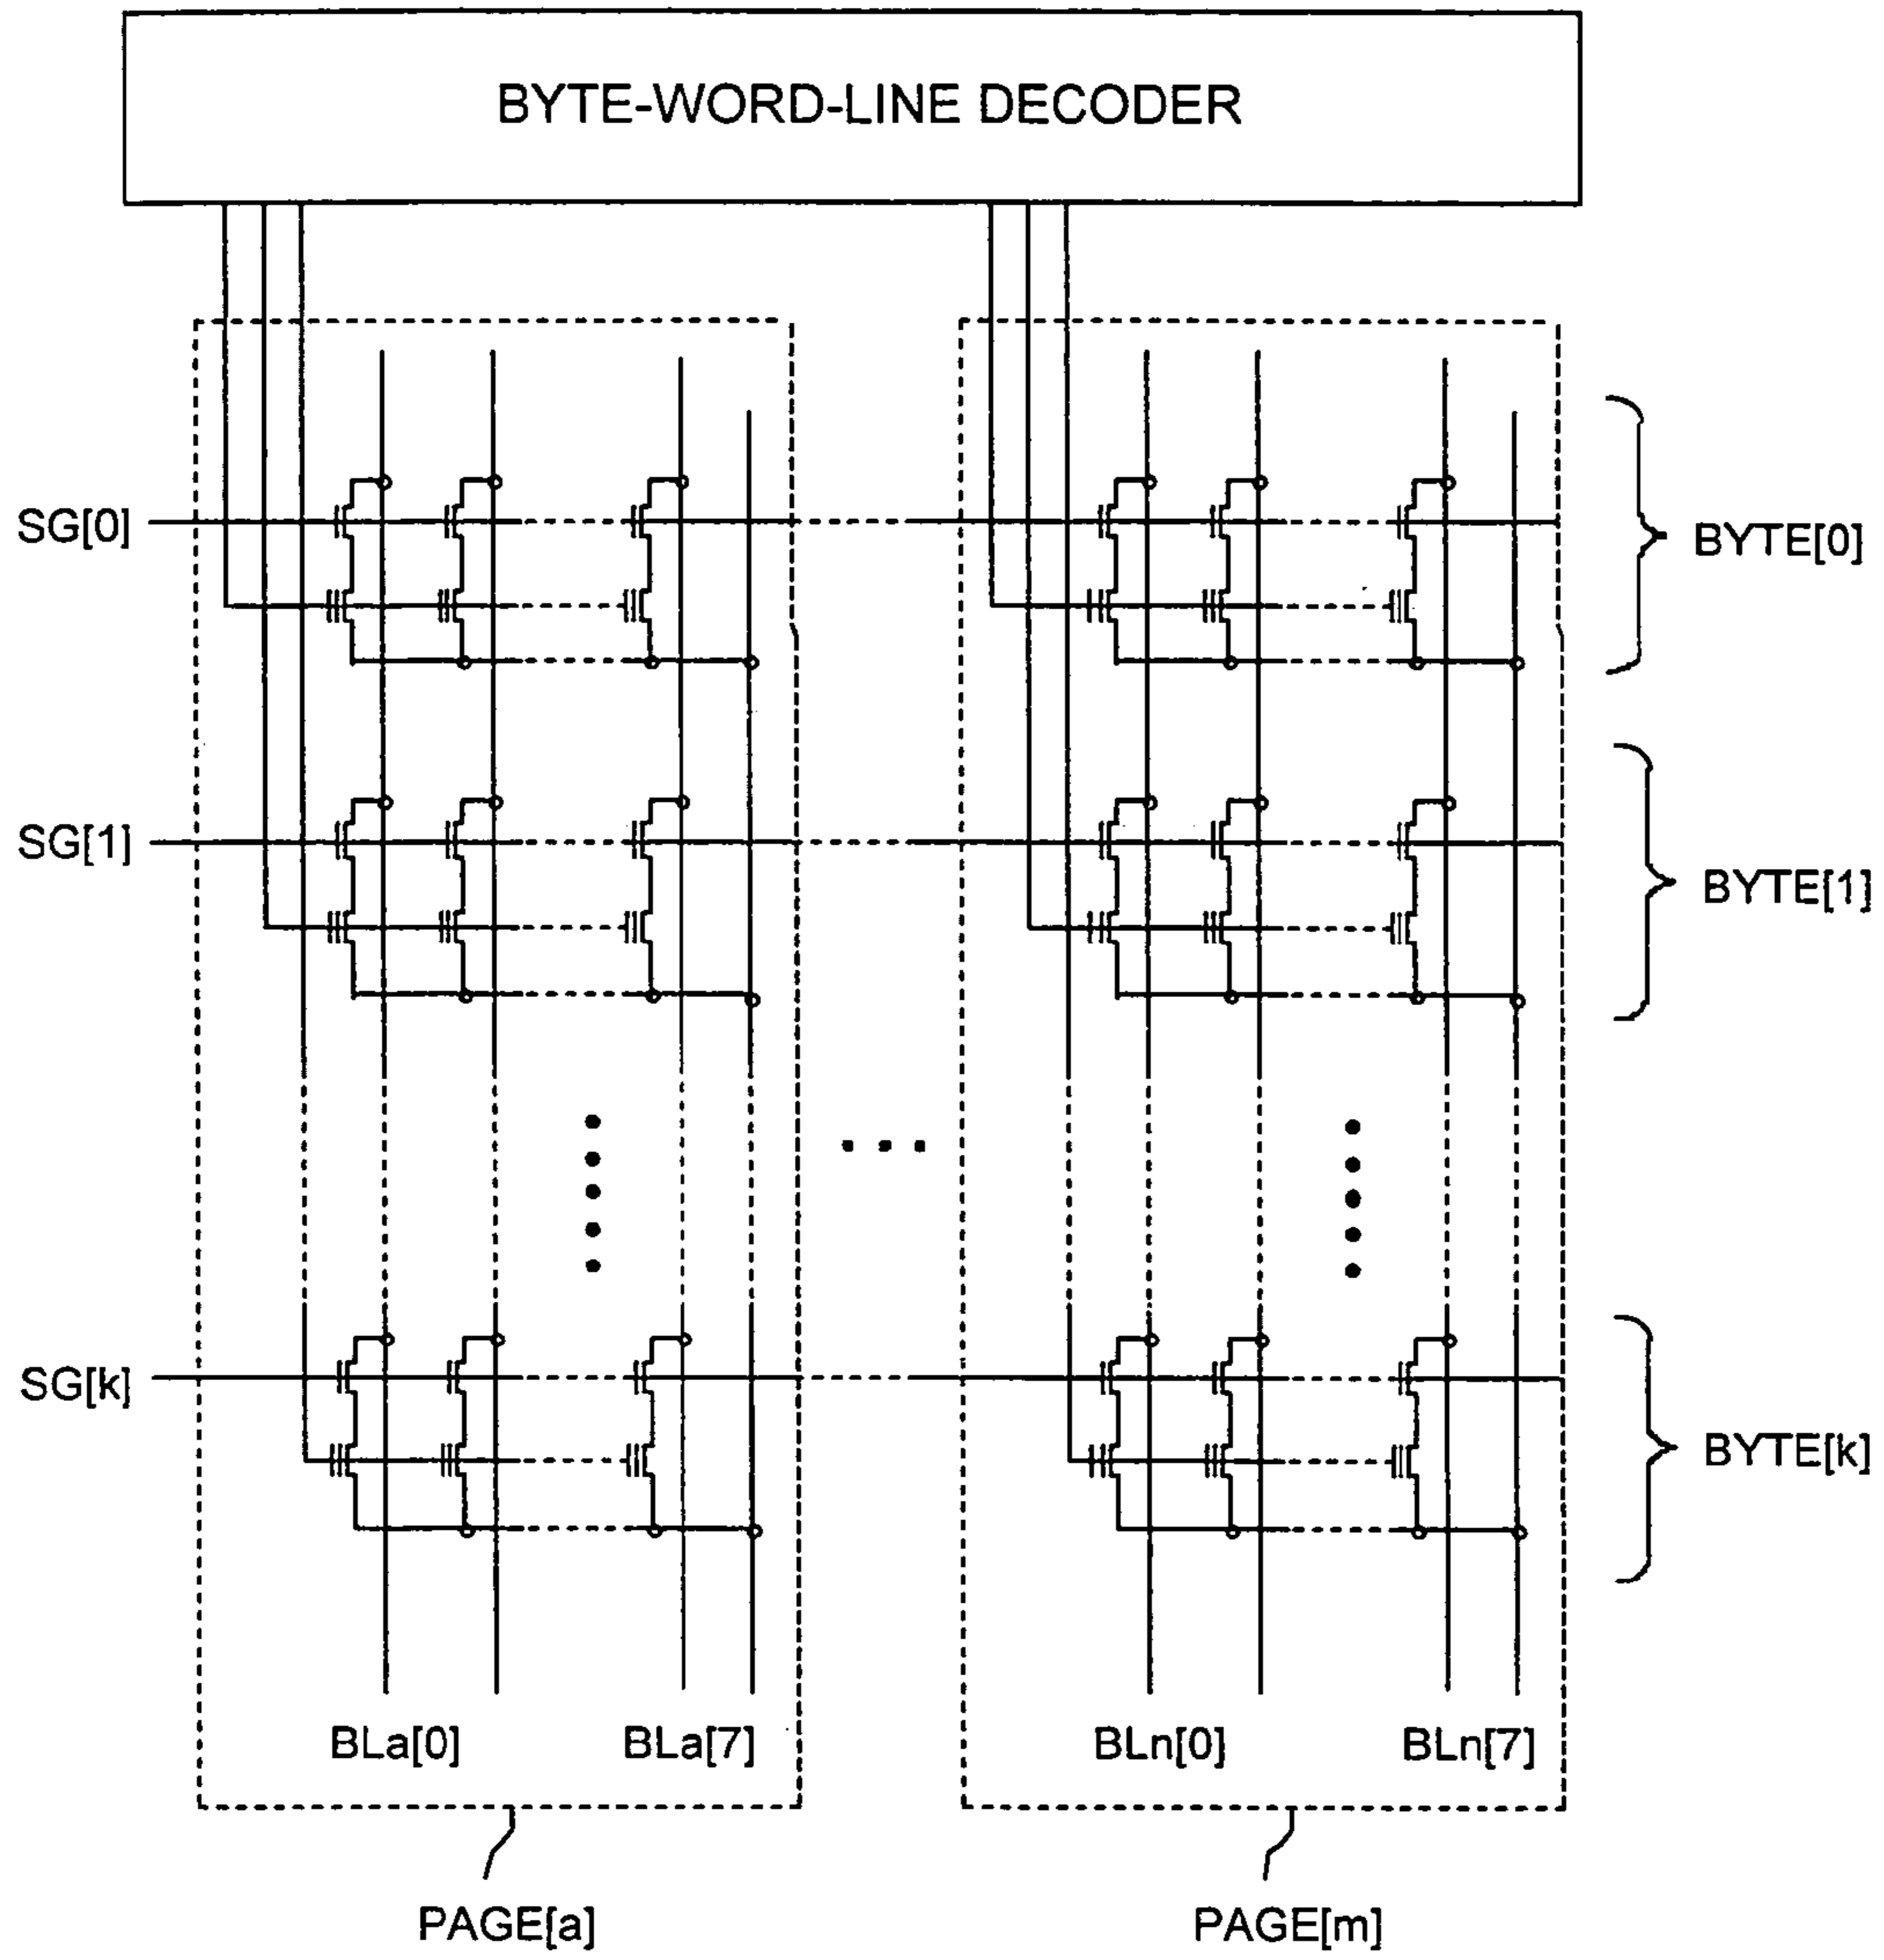 BYTE-WORD-LINE DECODER
SG[0]
BYTE[0]
SG[1]
BYTE[1]
SG[k]
BYTE[k]
BLa[0]
BLa[7]
BLn[0]
BLn[7]
PAGE[a]
PAGE[m]